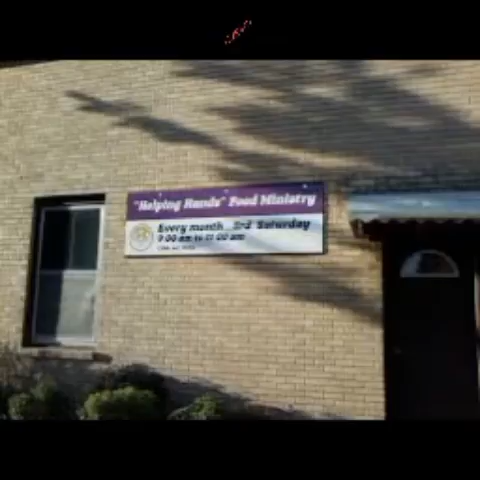 "Helping Hands" Food Ministry
Every month 3rd Saturday
9:00 am to 11:00 am